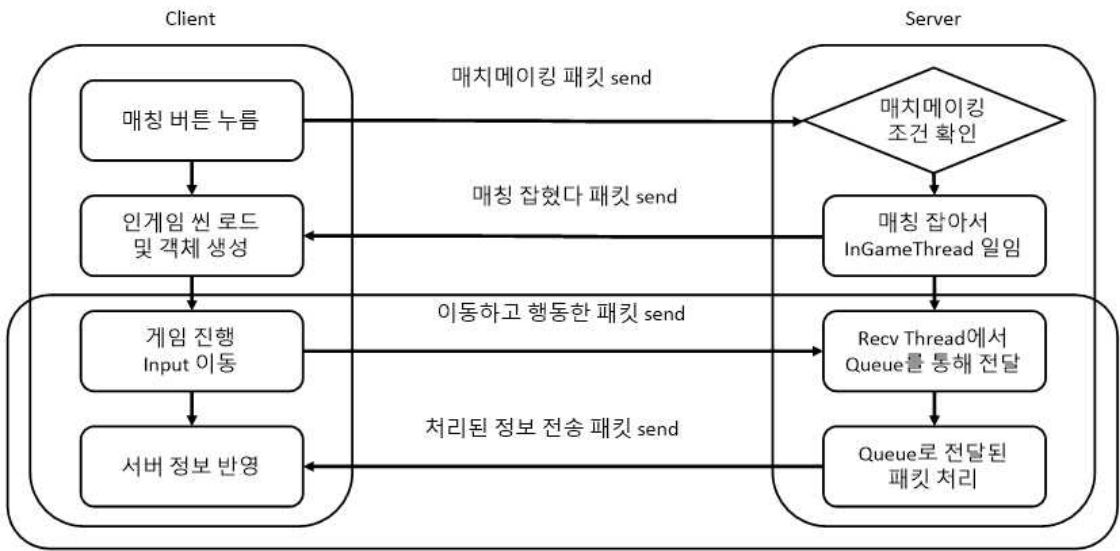 Client
Server
매치메이킹 패킷 send
매칭 버튼 누름
매치메이킹
조건 확인
매칭 잡혔다 패킷 send
인게임 씬 로드
및 객체 생성
매칭 잡아서
InGameThread 일임
이동하고 행동한 패킷 send
게임 진행
Input 이동
Recv Thread에서
Queue를 통해 전달
처리된 정보 전송 패킷 send
서버 정보 반영
Queue로 전달된
패킷 처리